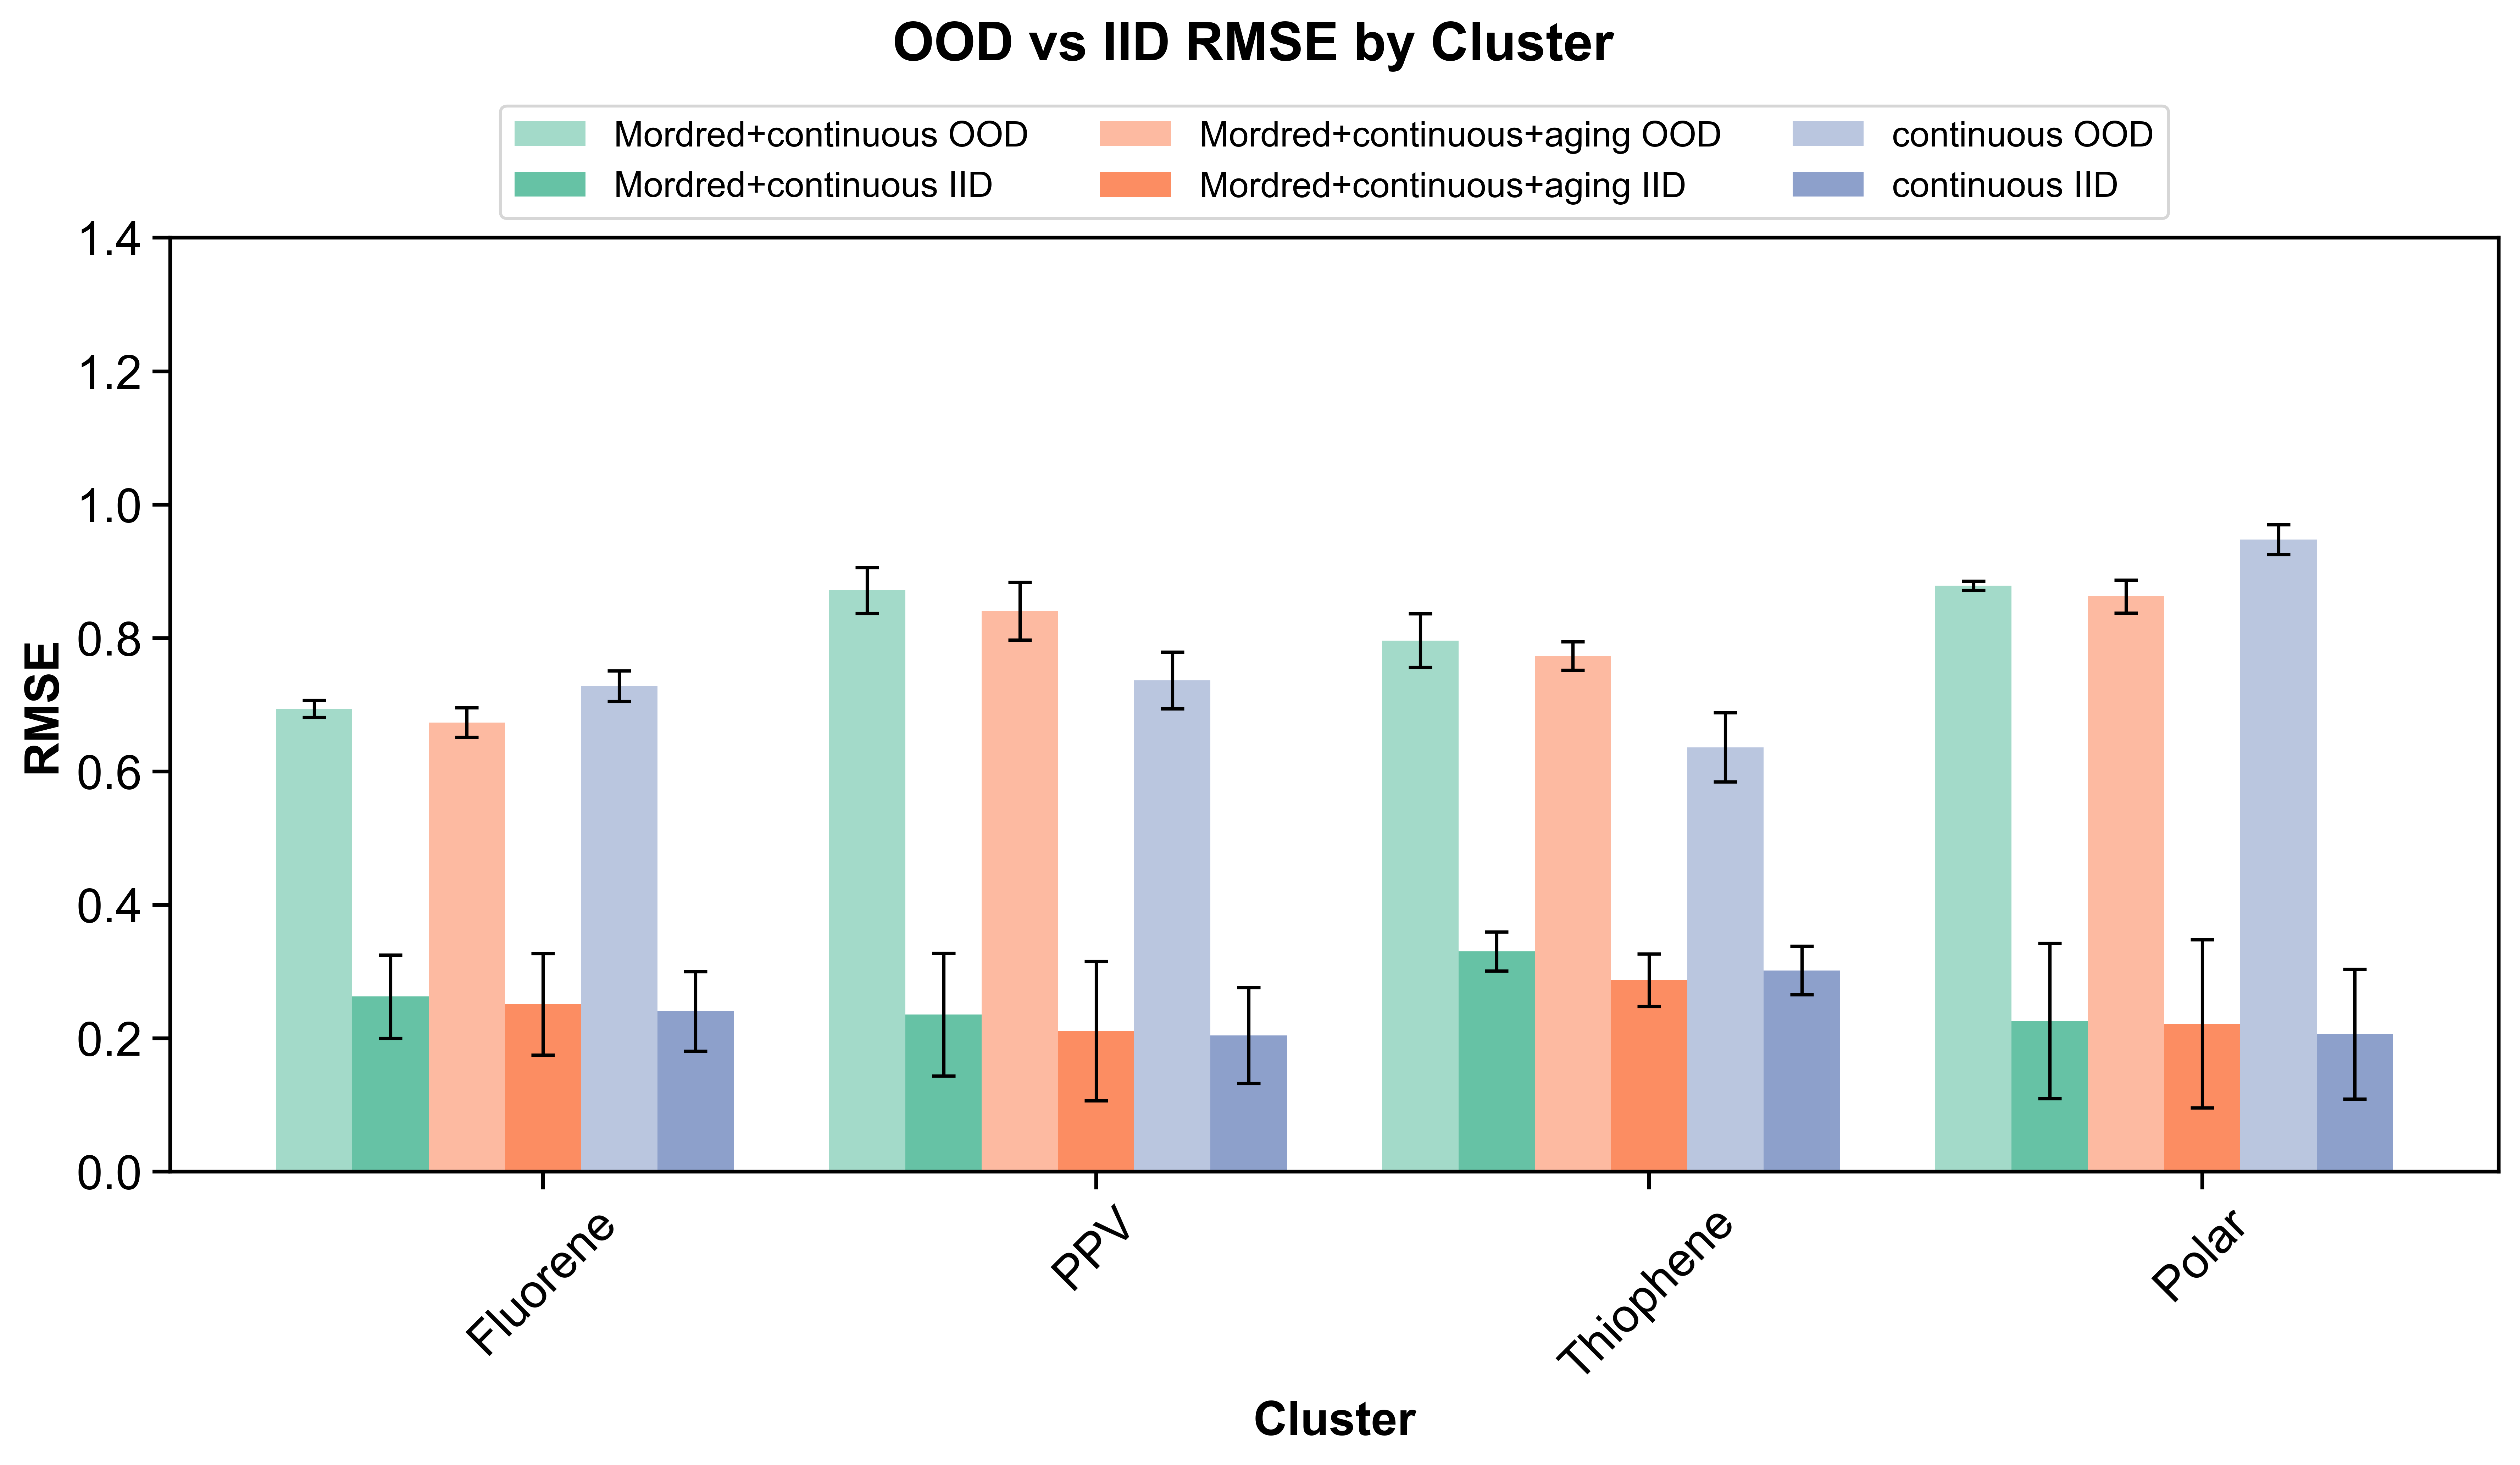 OOD vs IID RMSE by Cluster
Mordred+continuous OOD
Mordred+continuous IID
Mordred+continuous+aging OOD
Mordred+continuous+aging IID
continuous OOD
continuous IID
RMSE
1.4
1.2
1.0
0.8
0.6
0.4
0.2
0.0
Fluorene
PPV
Thiophene
Polar
Cluster